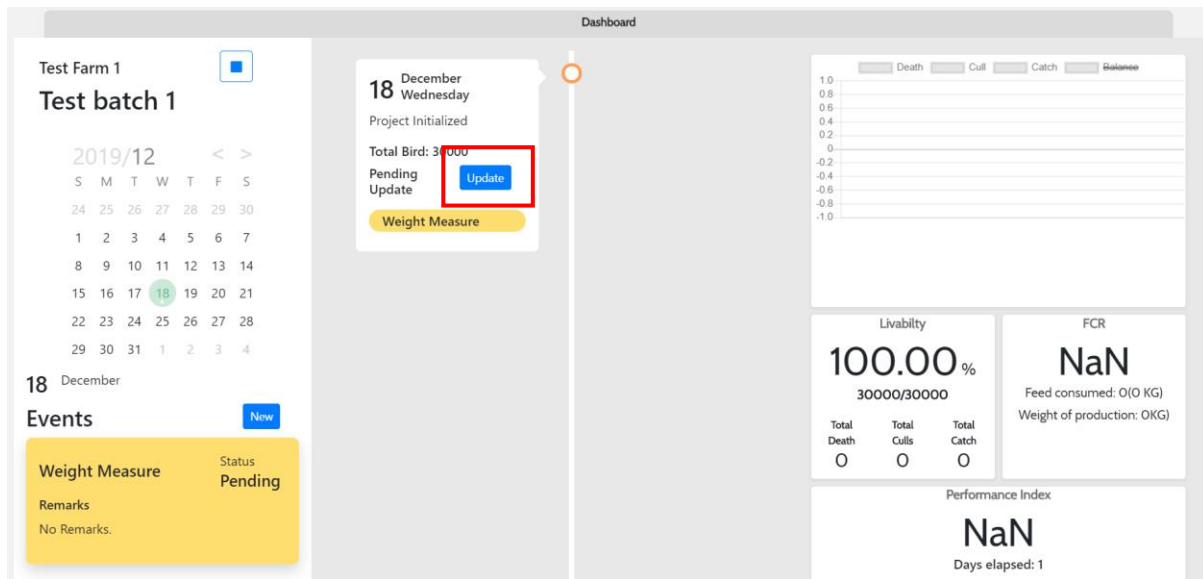 Dashboard
Test Farm 1
Test batch 1
2019/12 < >
S M T W T F S
24 25 26 27 28 29 30
1 2 3 4 5 6 7
8 9 10 11 12 13 14
15 16 17 18 19 20 21
22 23 24 25 26 27 28
29 30 31 1 2 3 4
18 December
Events New
Weight Measure
Status
Pending
Remarks
No Remarks.
18 December
Wednesday
Project Initialized
Total Bird: 30000
Pending
Update
Update
Weight Measure
Death Cull Catch Balance
1.0
0.8
0.6
0.4
0.2
0
-0.2
-0.4
-0.6
-0.8
-1.0
Livabilty
100.00 %
30000/30000
Total Total Total
Death Culls Catch
0 0 0
FCR
NaN
Feed consumed: 0(0 KG)
Weight of production: 0KG)
Performance Index
NaN
Days elapsed: 1